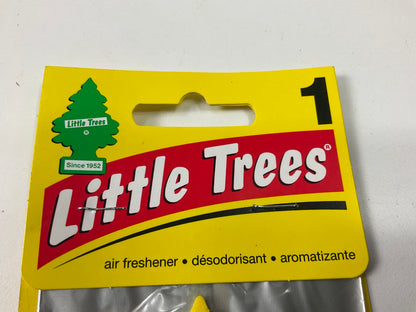 1
Little Trees
®
Since 1952
Little Trees®
air freshener • désodorisant • aromatizante